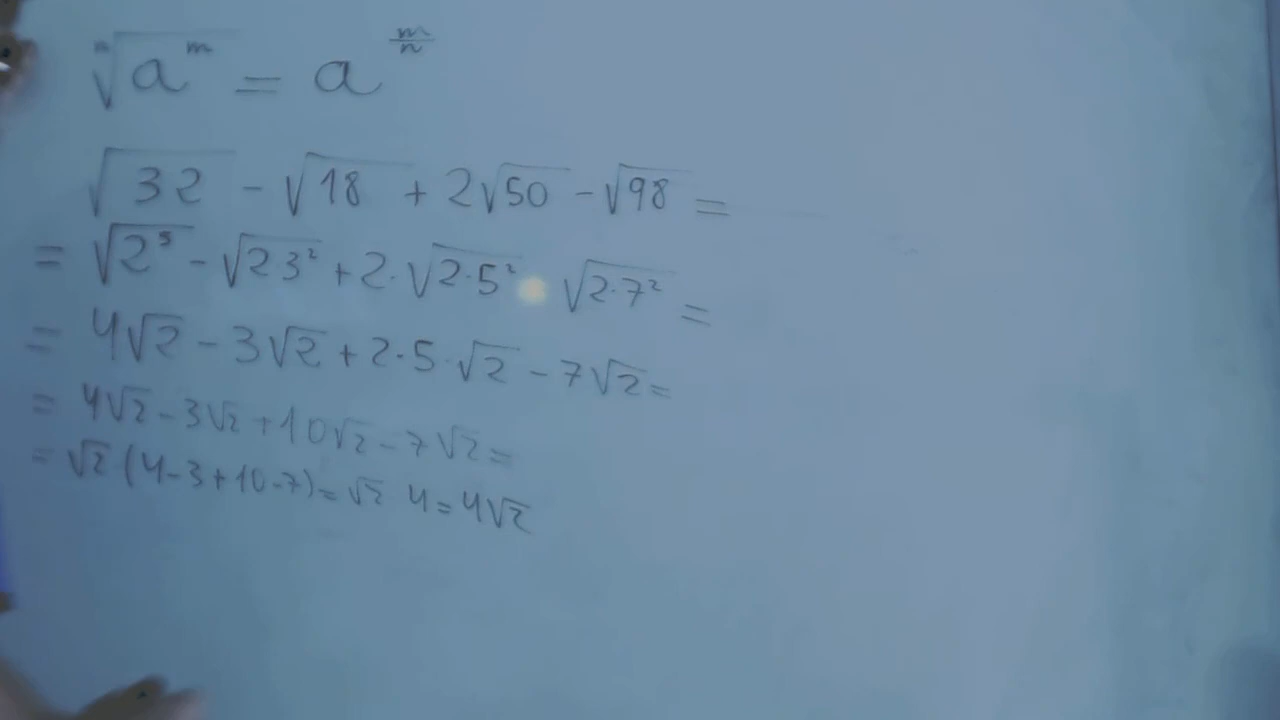 ⁿ√aᵐ = a^(m/n)
√32 - √18 + 2√50 - √98 =
= √2⁵ - √2 3² + 2·√2·5² √2·7² =
= 4√2 - 3√2 + 2·5·√2 - 7√2 =
= 4√2 - 3√2 + 10√2 - 7√2 =
= √2 (4-3+10-7) = √2 4 = 4√2